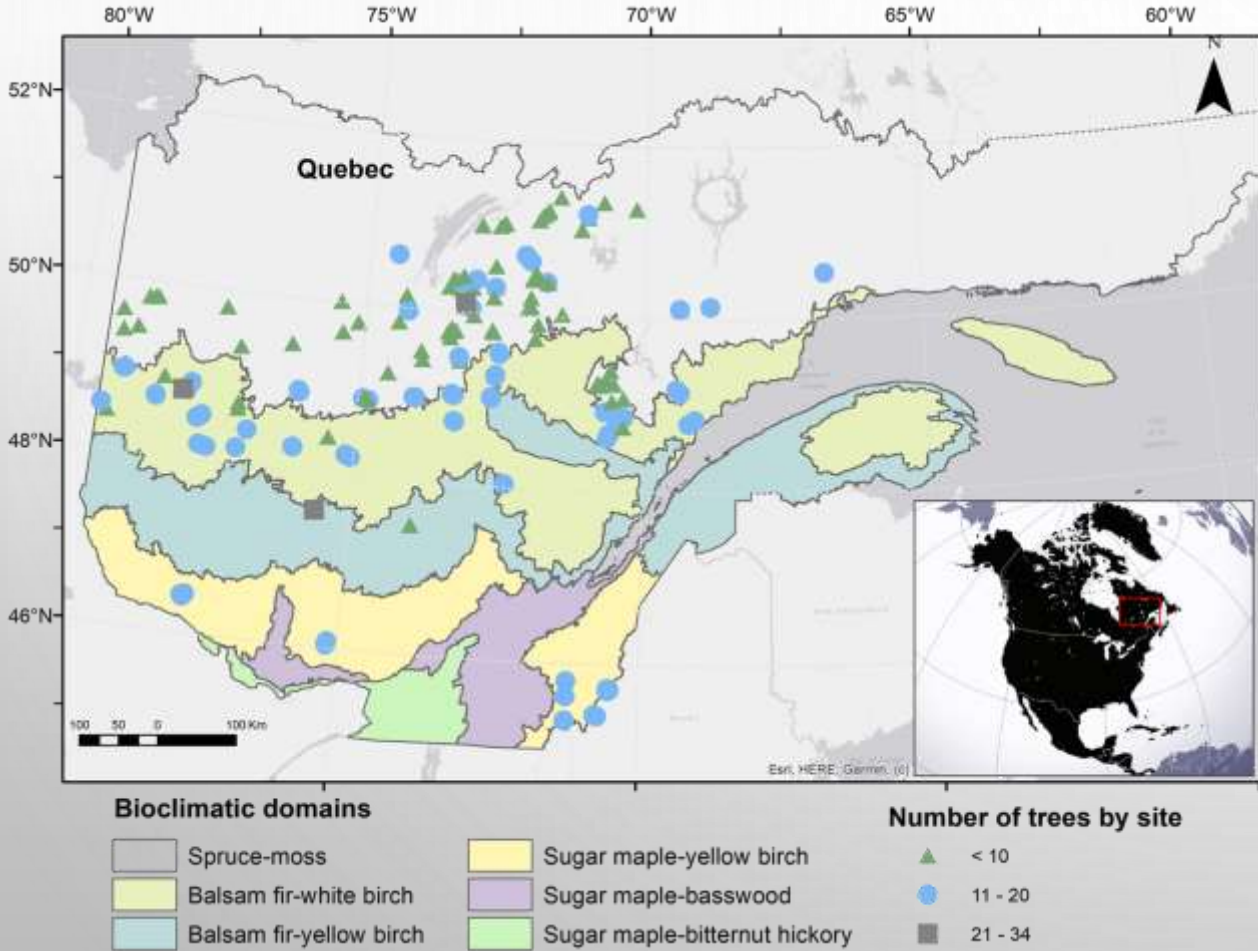 80°W 75°W 70°W 65°W 60°W
N
52°N
Quebec
50°N
48°N
46°N
100 50 0 100 Km
Esri, HERE, Garmin, (c)
Bioclimatic domains
Spruce-moss
Balsam fir-white birch
Balsam fir-yellow birch
Sugar maple-yellow birch
Sugar maple-basswood
Sugar maple-bitternut hickory
Number of trees by site
< 10
11 - 20
21 - 34